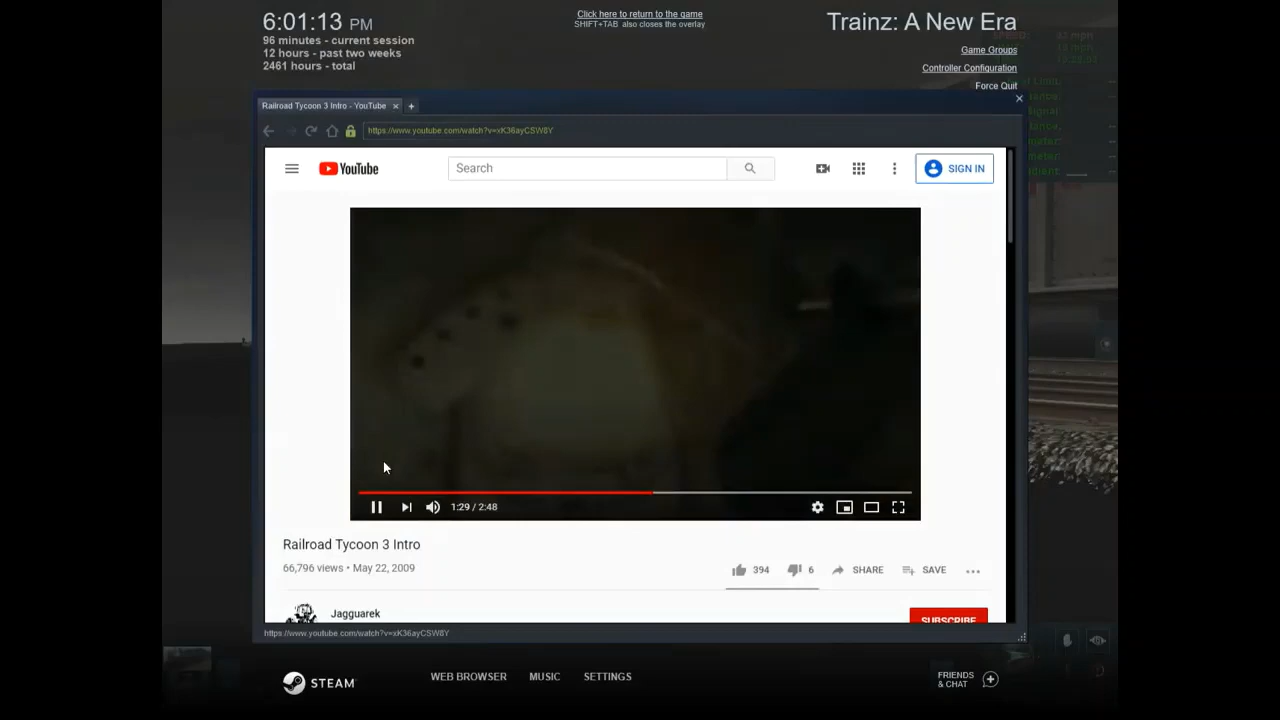 6:01:13 PM
96 minutes - current session
12 hours - past two weeks
2461 hours - total
Click here to return to the game
SHIFT+TAB also closes the overlay
Trainz: A New Era
Game Groups
Controller Configuration
Force Quit
Railroad Tycoon 3 Intro - YouTube
https://www.youtube.com/watch?v=xK36ayCSW8Y
YouTube
Search
SIGN IN
1:29 / 2:48
Railroad Tycoon 3 Intro
66,796 views • May 22, 2009
394
6
SHARE
SAVE
Jagguarek
SUBSCRIBE
https://www.youtube.com/watch?v=xK36ayCSW8Y
STEAM
WEB BROWSER
MUSIC
SETTINGS
FRIENDS
& CHAT